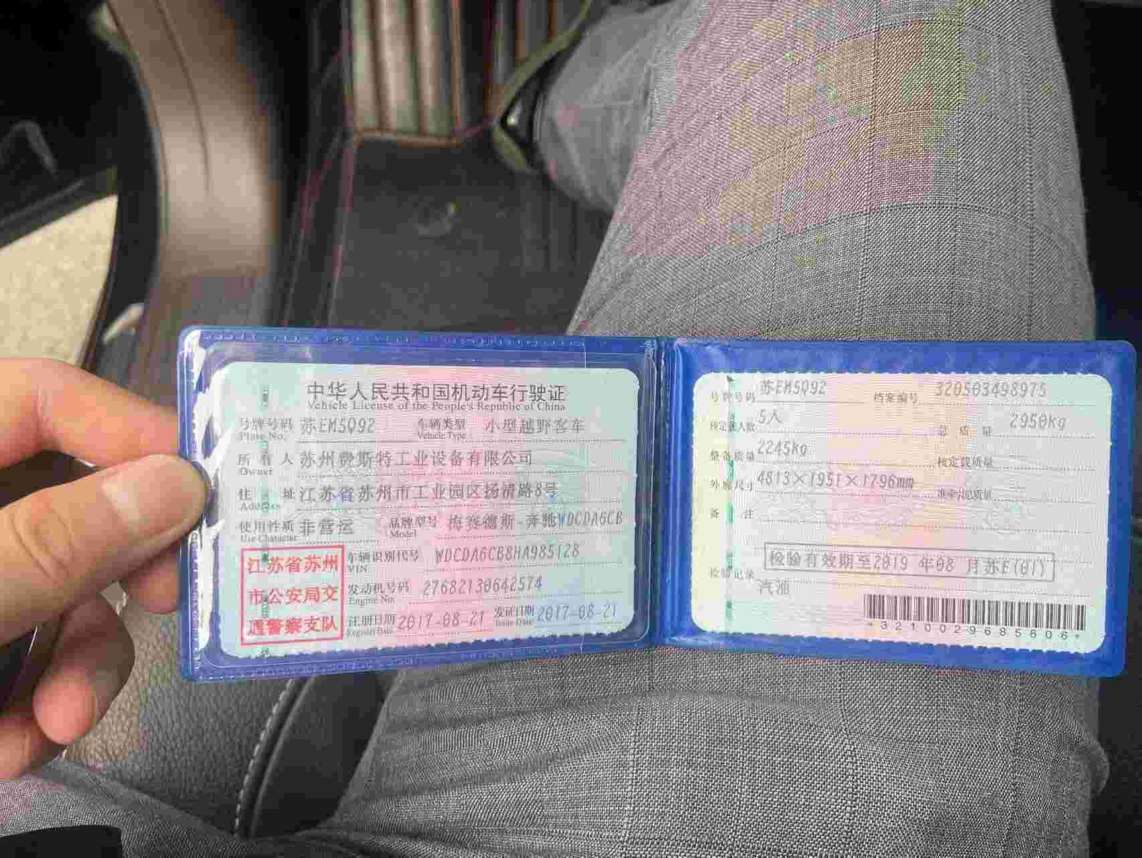 中华人民共和国机动车行驶证
Vehicle License of the People's Republic of China
号牌号码 苏EM5Q92 车辆类型 小型越野客车
Plate No. Vehicle Type
所有人 苏州费斯特工业设备有限公司
Owner
住址 江苏省苏州市工业园区扬清路8号
Address
使用性质 非营运 品牌型号 梅赛德斯-奔驰WDCDA6CB
Use Character Model
江苏省苏州
市公安局交
通警察支队
车辆识别代号 WDCDA6CB8HA985128
VIN
发动机号码 27682130642574
Engine No.
注册日期 2017-08-21 发证日期 2017-08-21
Register Date Issue Date
号牌号码 苏EM5Q92 档案编号 320503498975
核定载人数 5人 总质量 2950kg
整备质量 2245kg 核定载质量
外廓尺寸 4813×1951×1796mm 准牵引总质量
备注
检验有效期至2019年08月苏E(01)
检验记录
汽油
*3210029685606*